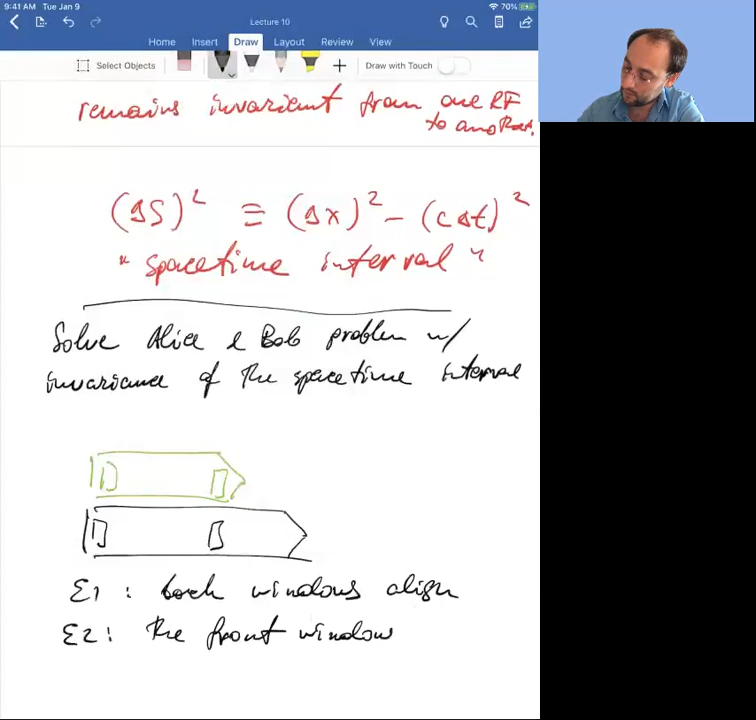 9:41 AM Tue Jan 9
70%
Lecture 10
Home Insert Draw Layout Review View
Select Objects
Draw with Touch
remains invarient from one RF
to another.
(ΔS)² ≡ (Δx)² - (cΔt)²
"spacetime interval"
Solve Alice & Bob problem w/
invariance of the spacetime interval
E1: back windows align
E2: the front window